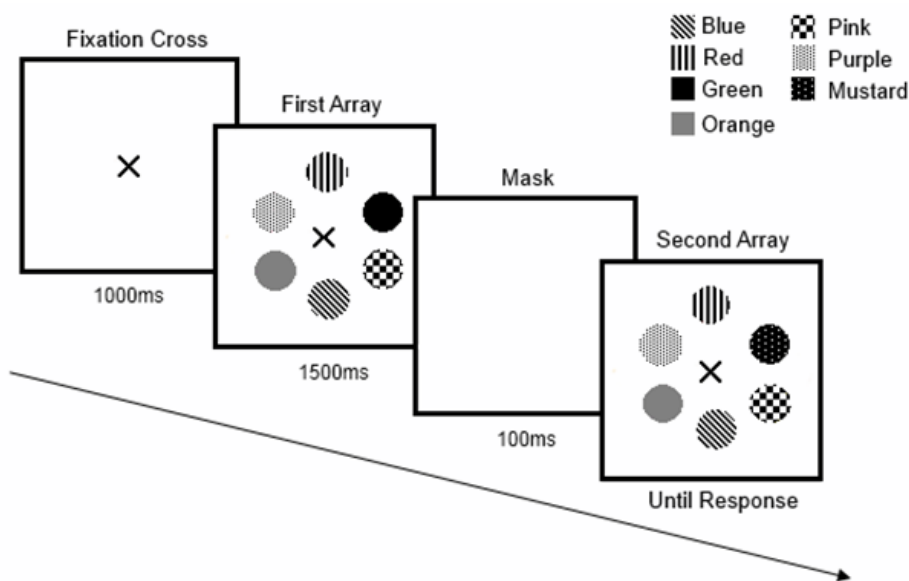 Fixation Cross
1000ms
First Array
1500ms
Mask
100ms
Second Array
Until Response
Blue
Red
Green
Orange
Pink
Purple
Mustard